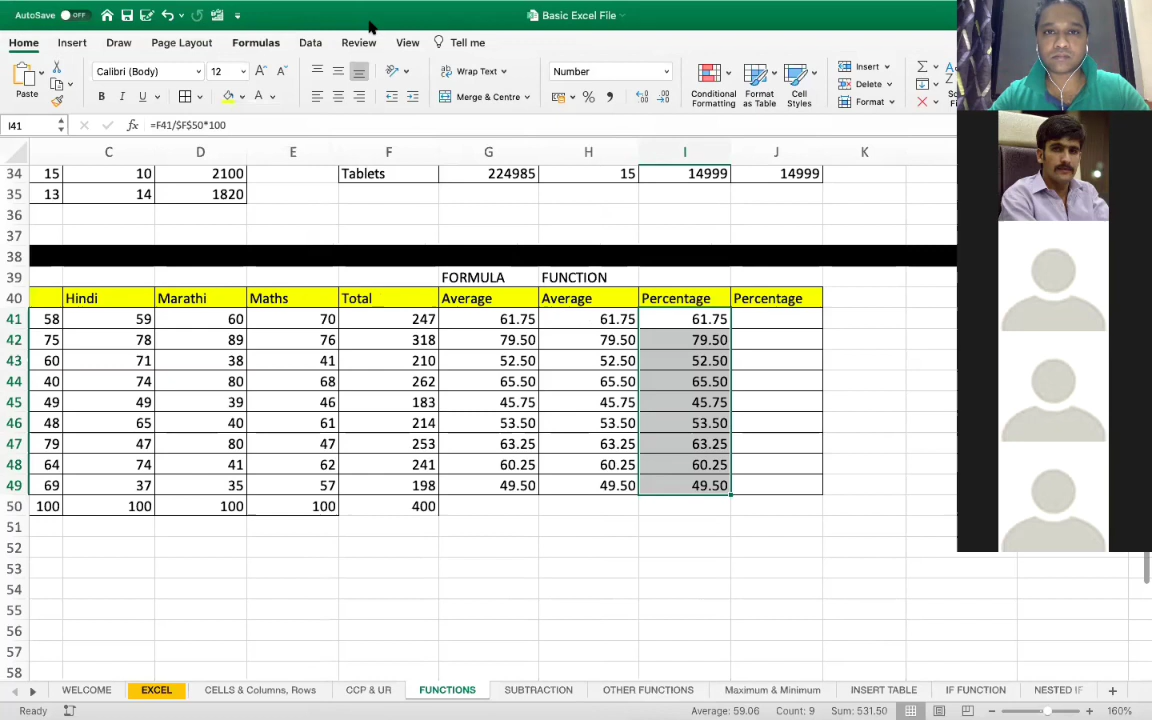 AutoSave OFF Basic Excel File
Home Insert Draw Page Layout Formulas Data Review View Tell me
Paste Calibri (Body) 12 A A Wrap Text Number Conditional Formatting Format as Table Cell Styles Insert
B I U A Merge & Centre % Delete
Format
I41 fx =F41/$F$50*100
C D E F G H I J K
34 15 10 2100 Tablets 224985 15 14999 14999
35 13 14 1820
36
37
38
39 FORMULA FUNCTION
40 Hindi Marathi Maths Total Average Average Percentage Percentage
41 58 59 60 70 247 61.75 61.75 61.75
42 75 78 89 76 318 79.50 79.50 79.50
43 60 71 38 41 210 52.50 52.50 52.50
44 40 74 80 68 262 65.50 65.50 65.50
45 49 49 39 46 183 45.75 45.75 45.75
46 48 65 40 61 214 53.50 53.50 53.50
47 79 47 80 47 253 63.25 63.25 63.25
48 64 74 41 62 241 60.25 60.25 60.25
49 69 37 35 57 198 49.50 49.50 49.50
50 100 100 100 100 400
51
52
53
54
55
56
57
58
WELCOME EXCEL CELLS & Columns, Rows CCP & UR FUNCTIONS SUBTRACTION OTHER FUNCTIONS Maximum & Minimum INSERT TABLE IF FUNCTION NESTED IF
Ready Average: 59.06 Count: 9 Sum: 531.50 160%